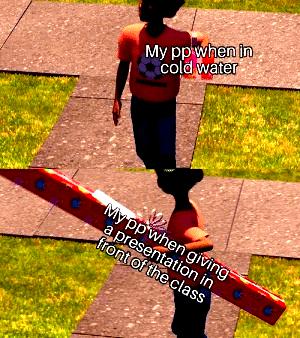 My pp when in
cold water
My pp when giving
a presentation in
front of the class